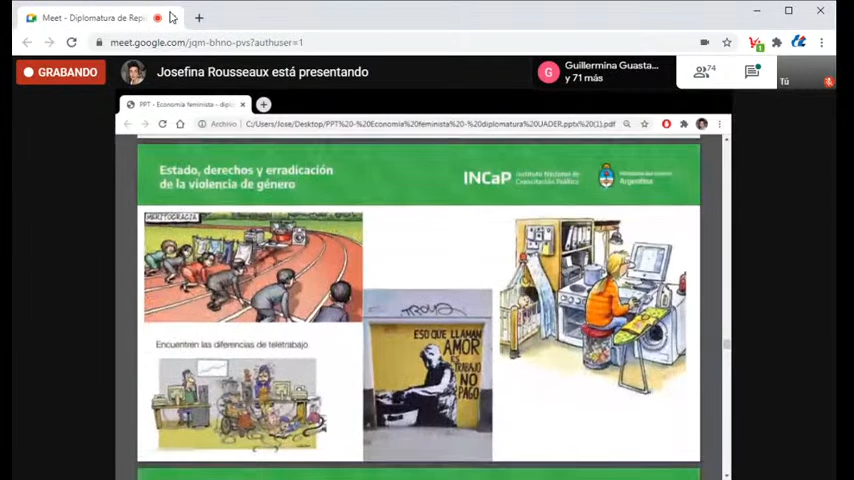 Meet - Diplomatura de Repr
meet.google.com/jqm-bhno-pvs?authuser=1
GRABANDO
Josefina Rousseaux está presentando
G
Guillermina Guasta...
y 71 más
74
Tú
PPT - Economía feminista - diplo
Archivo
C:/Users/Jose/Desktop/PPT%20-%20Economía%20feminista%20-%20diplomatura%20UADER.pptx%20(1).pdf
Estado, derechos y erradicación
de la violencia de género
INCaP
Instituto Nacional de
Capacitación Política
Argentina
MERITOCRACIA
Encuentren las diferencias de teletrabajo
ESO QUE LLAMAN
AMOR
ES
TRABAJO
NO
PAGO